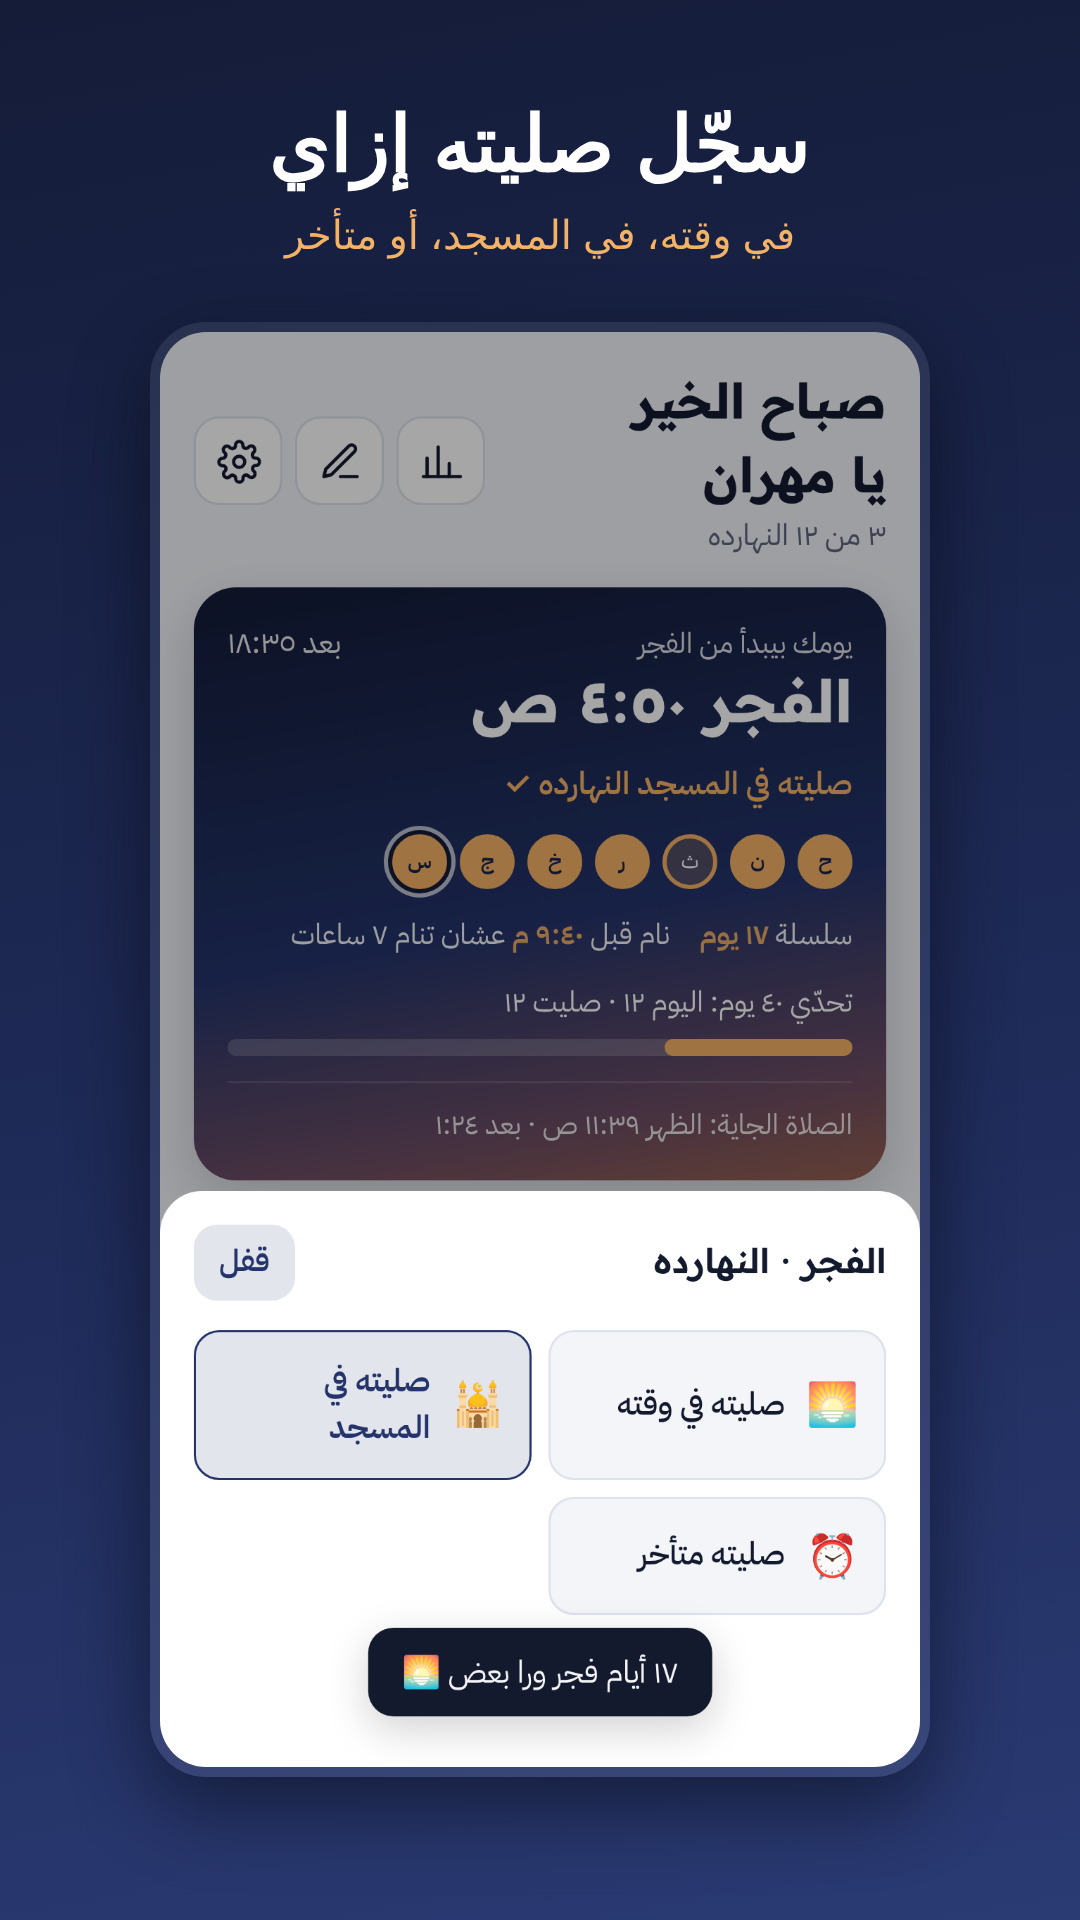 سجّل صليته إزاي
في وقته، في المسجد، أو متأخر
صباح الخير
يا مهران
٣ من ١٢ النهارده
يومك بيبدأ من الفجر
بعد ١٨:٣٥
الفجر ٤:٥٠ ص
صليته في المسجد النهارده ✓
ح ن ث ر خ ج س
سلسلة ١٧ يوم نام قبل ٩:٤٠ م عشان تنام ٧ ساعات
تحدّي ٤٠ يوم: اليوم ١٢ · صليت ١٢
الصلاة الجاية: الظهر ١١:٣٩ ص · بعد ١:٢٤
الفجر · النهارده
قفل
صليته في وقته
صليته في
المسجد
صليته متأخر
١٧ أيام فجر ورا بعض